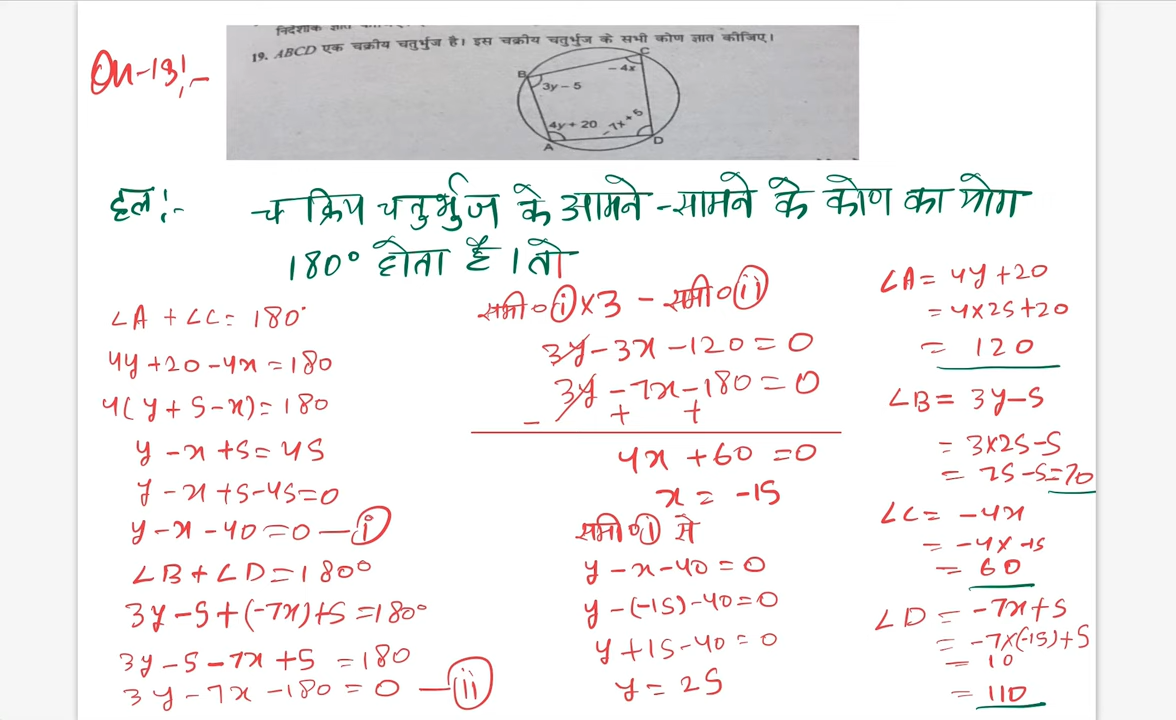 निर्देशांक ज्ञात
19. ABCD एक चक्रीय चतुर्भुज है। इस चक्रीय चतुर्भुज के सभी कोण ज्ञात कीजिए।
Qn-19:-
B
C
- 4x
3y - 5
4y + 20
-7x + 5
A
D
हल:- चक्रिय चतुर्भुज के आमने-सामने के कोण का योग
180° होता है । तो
∠A + ∠C = 180°
4y + 20 - 4x = 180
4(y + 5 - x) = 180
y - x + 5 = 45
y - x + 5 - 45 = 0
y - x - 40 = 0 — (i)
∠B + ∠D = 180°
3y - 5 + (-7x) + 5 = 180°
3y - 5 - 7x + 5 = 180
3y - 7x - 180 = 0 — (ii)
समी० (i) × 3 - समी० (ii)
3y - 3x - 120 = 0
3y - 7x - 180 = 0
- + +
4x + 60 = 0
x = -15
समी० (i) से
y - x - 40 = 0
y - (-15) - 40 = 0
y + 15 - 40 = 0
y = 25
∠A = 4y + 20
= 4×25 + 20
= 120
∠B = 3y - 5
= 3×25 - 5
= 75 - 5 = 70
∠C = -4x
= -4 × -15
= 60
∠D = -7x + 5
= -7×(-15) + 5
= 10
= 110